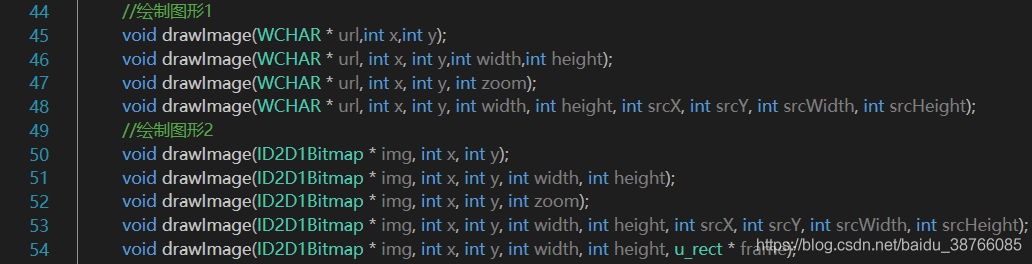 44 //绘制图形1
45 void drawImage(WCHAR * url,int x,int y);
46 void drawImage(WCHAR * url, int x, int y,int width,int height);
47 void drawImage(WCHAR * url, int x, int y, int zoom);
48 void drawImage(WCHAR * url, int x, int y, int width, int height, int srcX, int srcY, int srcWidth, int srcHeight);
49 //绘制图形2
50 void drawImage(ID2D1Bitmap * img, int x, int y);
51 void drawImage(ID2D1Bitmap * img, int x, int y, int width, int height);
52 void drawImage(ID2D1Bitmap * img, int x, int y, int zoom);
53 void drawImage(ID2D1Bitmap * img, int x, int y, int width, int height, int srcX, int srcY, int srcWidth, int srcHeight);
54 void drawImage(ID2D1Bitmap * img, int x, int y, int width, int height, u_rect * frame);
https://blog.csdn.net/baidu_38766085